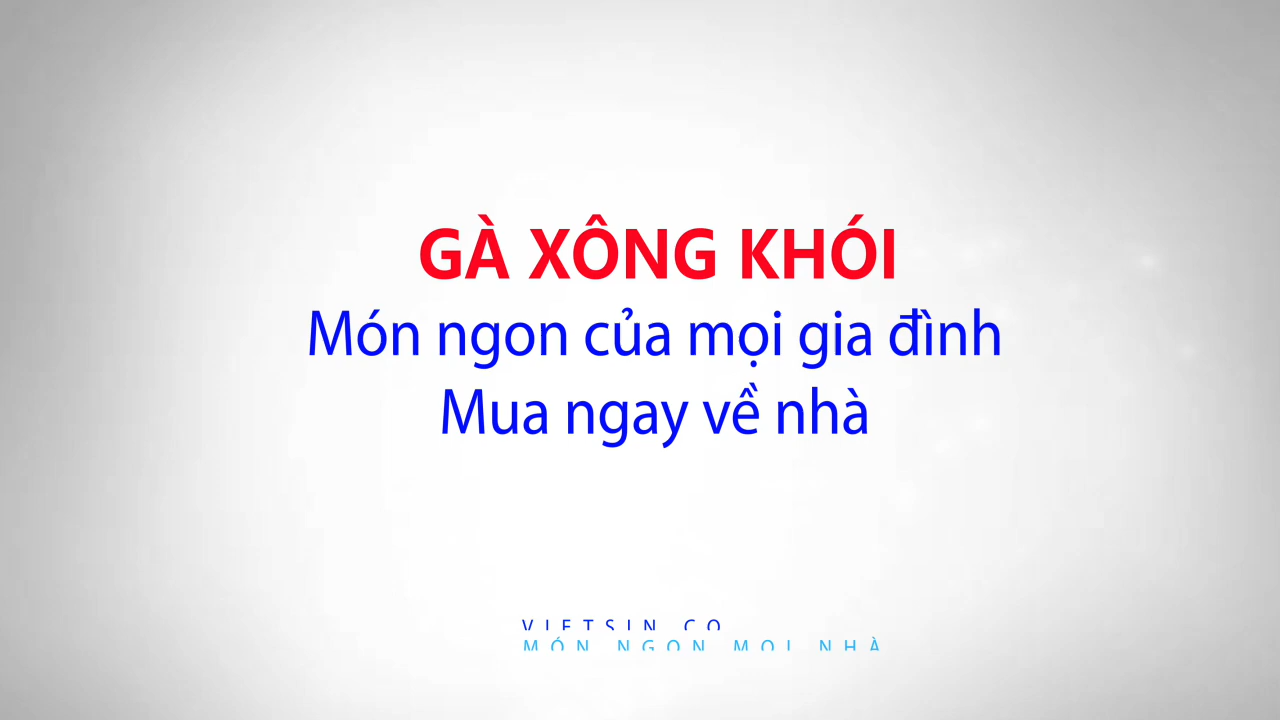 GÀ XÔNG KHÓI
Món ngon của mọi gia đình
Mua ngay về nhà
VIETSIN CO
MÓN NGON MỌI NHÀ